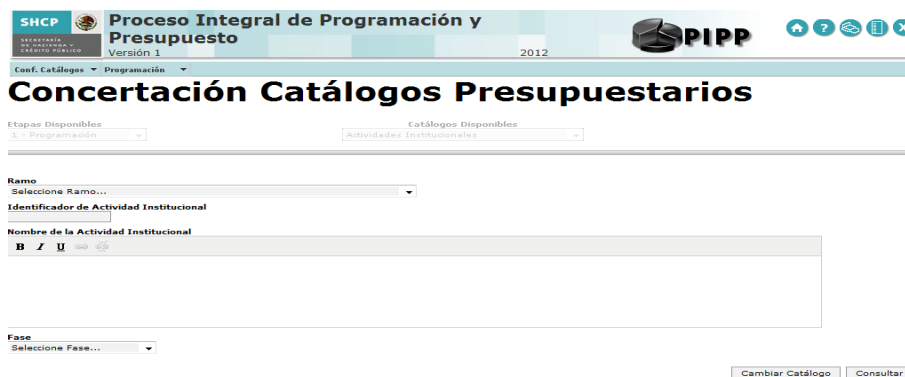 SHCP
SECRETARÍA
DE HACIENDA Y
CRÉDITO PÚBLICO
Proceso Integral de Programación y
Presupuesto
Versión 1
2012
PIPP
?
Conf. Catálogos
Programación
Concertación Catálogos Presupuestarios
Etapas Disponibles
Catálogos Disponibles
1 - Programación
Actividades Institucionales
Ramo
Seleccione Ramo...
Identificador de Actividad Institucional
Nombre de la Actividad Institucional
B I U
Fase
Seleccione Fase...
Cambiar Catálogo
Consultar